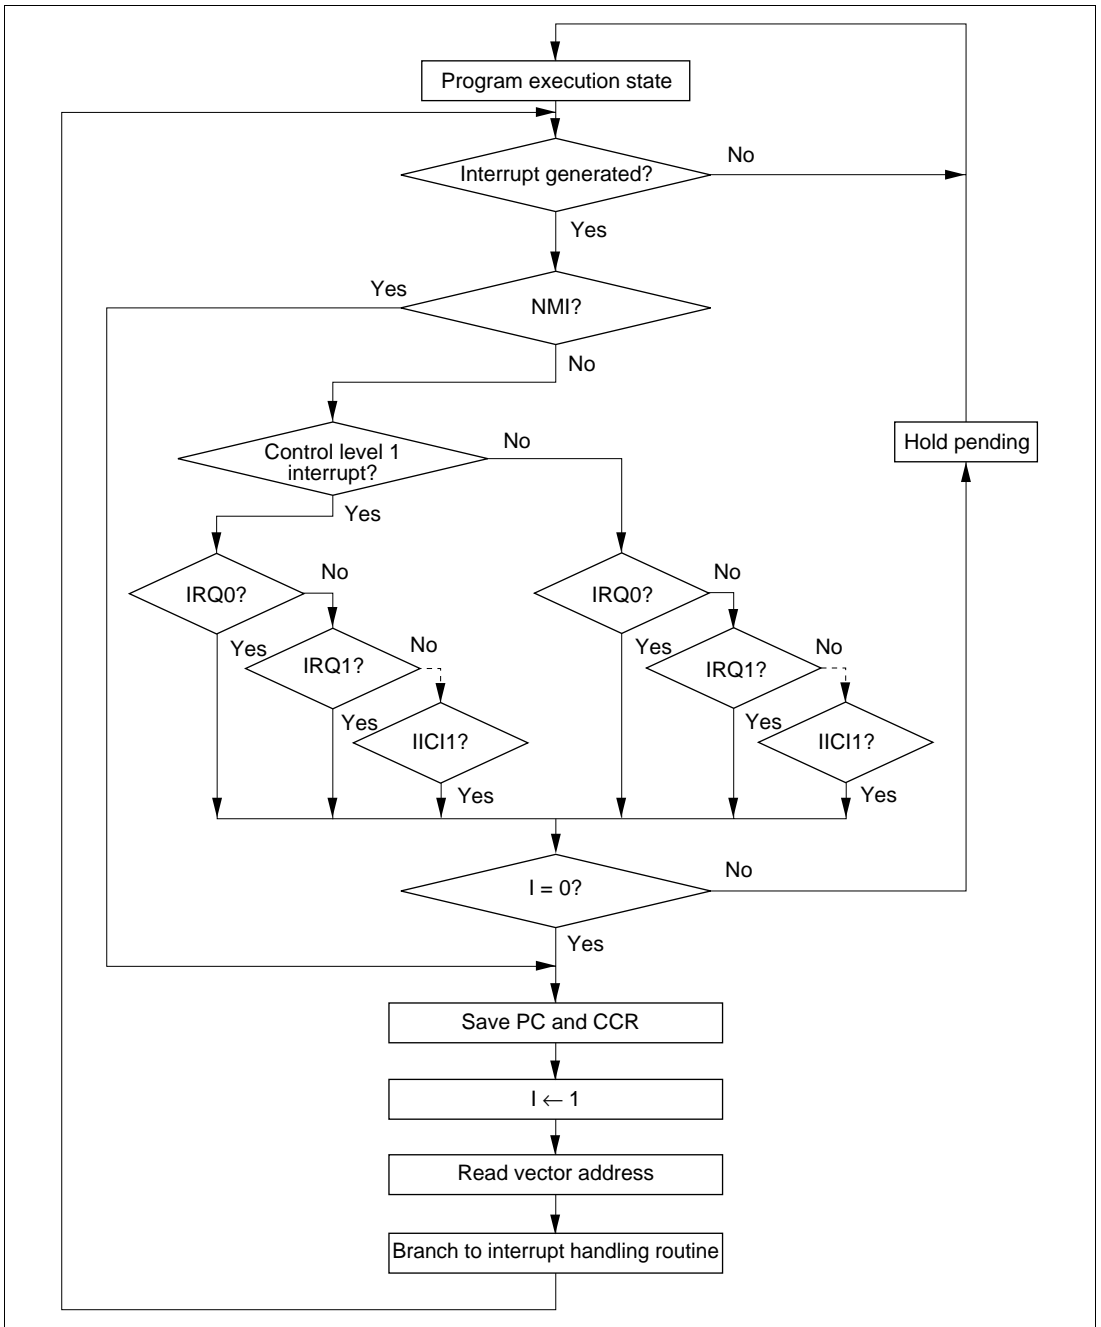 Program execution state
Interrupt generated?
No
Yes
Yes
NMI?
No
Control level 1
interrupt?
No
Hold pending
Yes
IRQ0?
No
IRQ0?
No
Yes
IRQ1?
No
Yes
IRQ1?
No
Yes
IICI1?
Yes
IICI1?
Yes
Yes
I = 0?
No
Yes
Save PC and CCR
I ← 1
Read vector address
Branch to interrupt handling routine